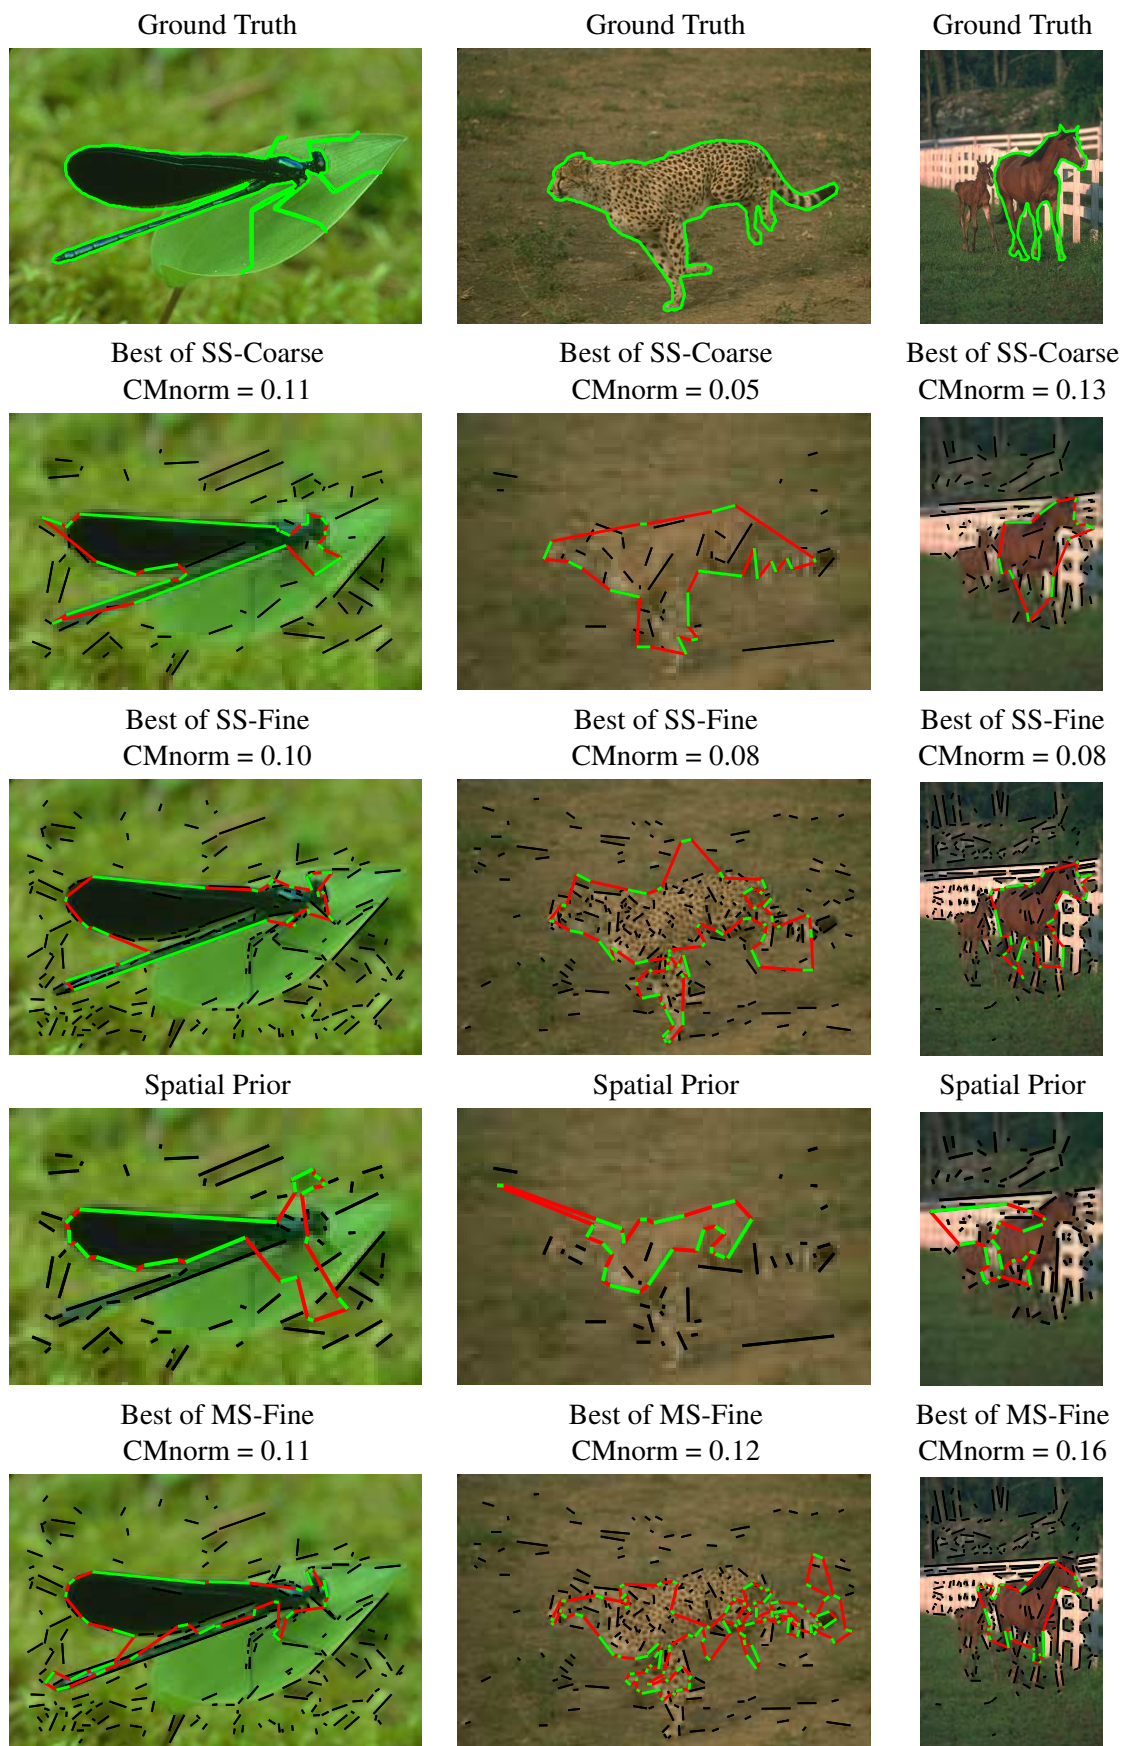 Ground Truth
Ground Truth
Ground Truth
Best of SS-Coarse
CMnorm = 0.11
Best of SS-Coarse
CMnorm = 0.05
Best of SS-Coarse
CMnorm = 0.13
Best of SS-Fine
CMnorm = 0.10
Best of SS-Fine
CMnorm = 0.08
Best of SS-Fine
CMnorm = 0.08
Spatial Prior
Spatial Prior
Spatial Prior
Best of MS-Fine
CMnorm = 0.11
Best of MS-Fine
CMnorm = 0.12
Best of MS-Fine
CMnorm = 0.16